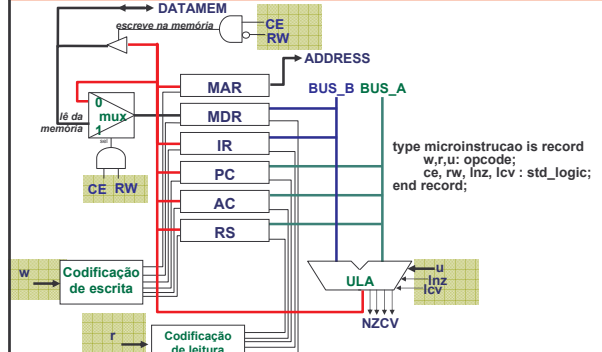 DATAMEM
escreve na memória
CE
RW
ADDRESS
BUS_B BUS_A
MAR
MDR
IR
PC
AC
RS
0
mux
1
sel
lê da
memória
CE RW
type microinstrucao is record
w,r,u: opcode;
ce, rw, lnz, lcv : std_logic;
end record;
w
Codificação
de escrita
ULA
u
lnz
lcv
NZCV
r
Codificação
de leitura